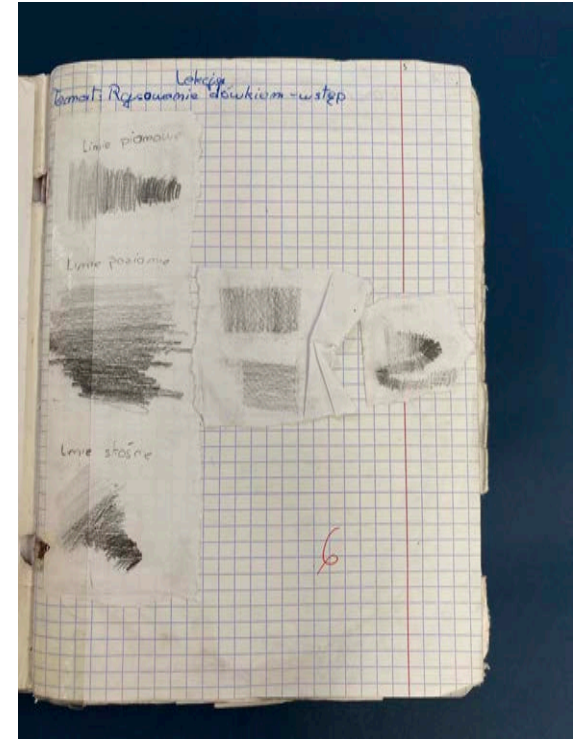 Lekcja
Temat: Rysowanie ołówkiem - wstęp
Linie pionowe
Linie poziome
Linie skośne
6